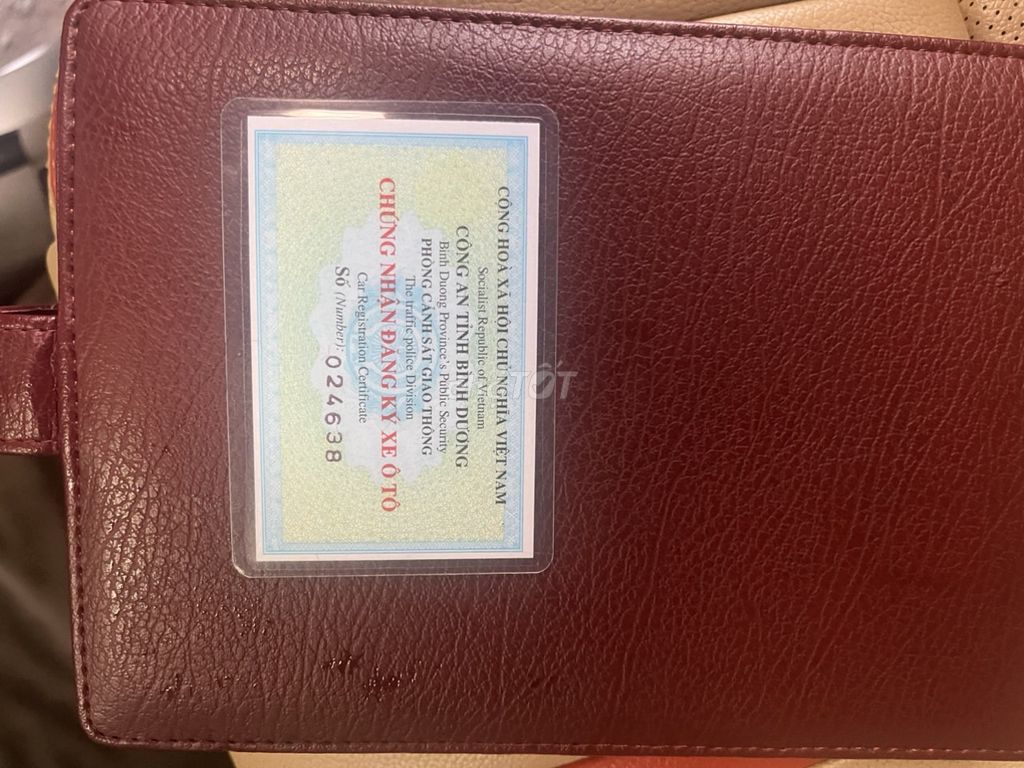 CỘNG HOÀ XÃ HỘI CHỦ NGHĨA VIỆT NAM
Socialist Republic of Vietnam
CÔNG AN TỈNH BÌNH DƯƠNG
Binh Duong Province's Public Security
PHÒNG CẢNH SÁT GIAO THÔNG
The traffic police Division
CHỨNG NHẬN ĐĂNG KÝ XE Ô TÔ
Car Registration Certificate
Số (Number): 024638
TỐT